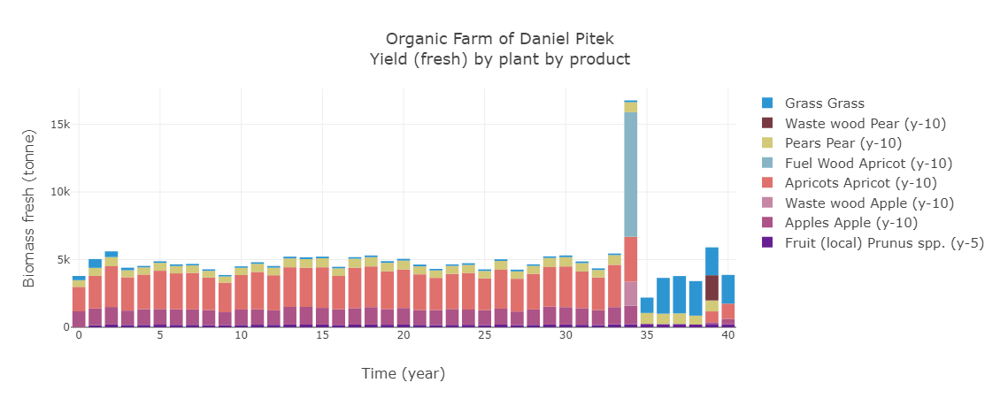 Organic Farm of Daniel Pitek
Yield (fresh) by plant by product
Biomass fresh (tonne)
15k
10k
5k
0
0 5 10 15 20 25 30 35 40
Time (year)
Grass Grass
Waste wood Pear (y-10)
Pears Pear (y-10)
Fuel Wood Apricot (y-10)
Apricots Apricot (y-10)
Waste wood Apple (y-10)
Apples Apple (y-10)
Fruit (local) Prunus spp. (y-5)